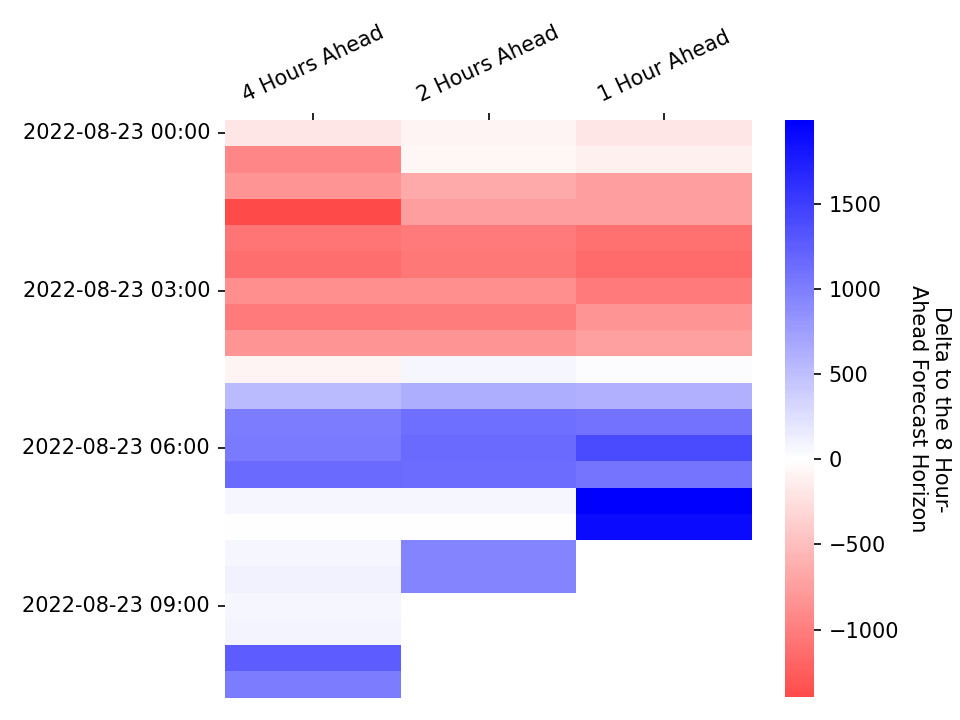 4 Hours Ahead
2 Hours Ahead
1 Hour Ahead
2022-08-23 00:00
2022-08-23 03:00
2022-08-23 06:00
2022-08-23 09:00
1500
1000
500
0
−500
−1000
Delta to the 8 Hour-
Ahead Forecast Horizon